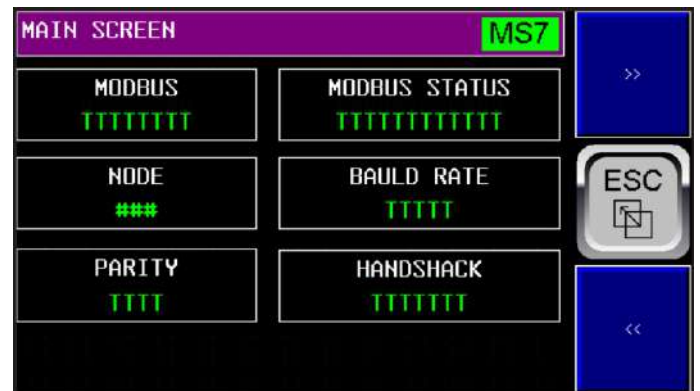 MAIN SCREEN MS7
>>
MODBUS MODBUS STATUS
TTTTTTTT TTTTTTTTTTTT
NODE BAULD RATE
### TTTTT
ESC
PARITY HANDSHACK
TTTT TTTTTTT
<<